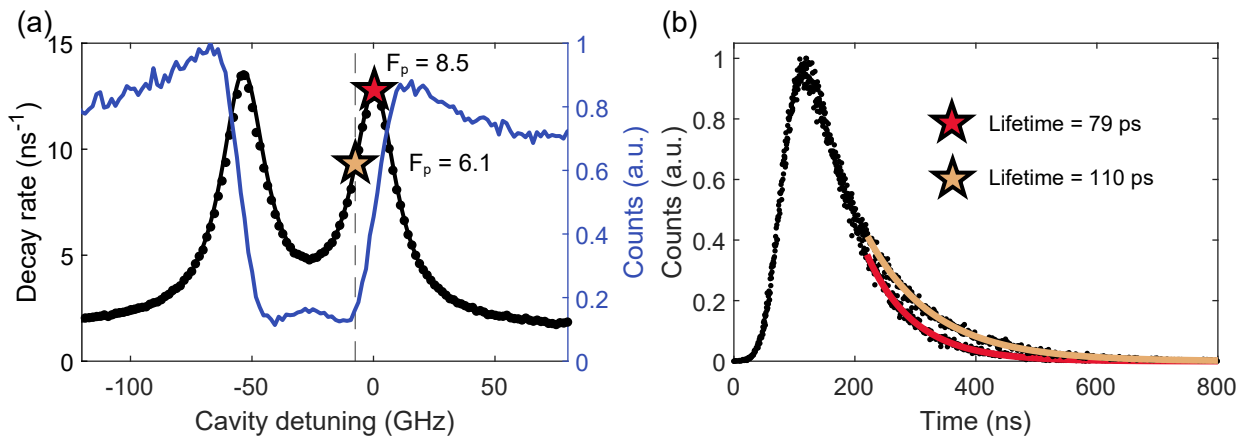 (a)
15
10
5
0
Decay rate (ns-1)
-100
-50
0
50
Cavity detuning (GHz)
1
0.8
0.6
0.4
0.2
0
Counts (a.u.)
Fp = 8.5
Fp = 6.1
(b)
1
0.8
0.6
0.4
0.2
0
Counts (a.u.)
0
200
400
600
800
Time (ns)
Lifetime = 79 ps
Lifetime = 110 ps